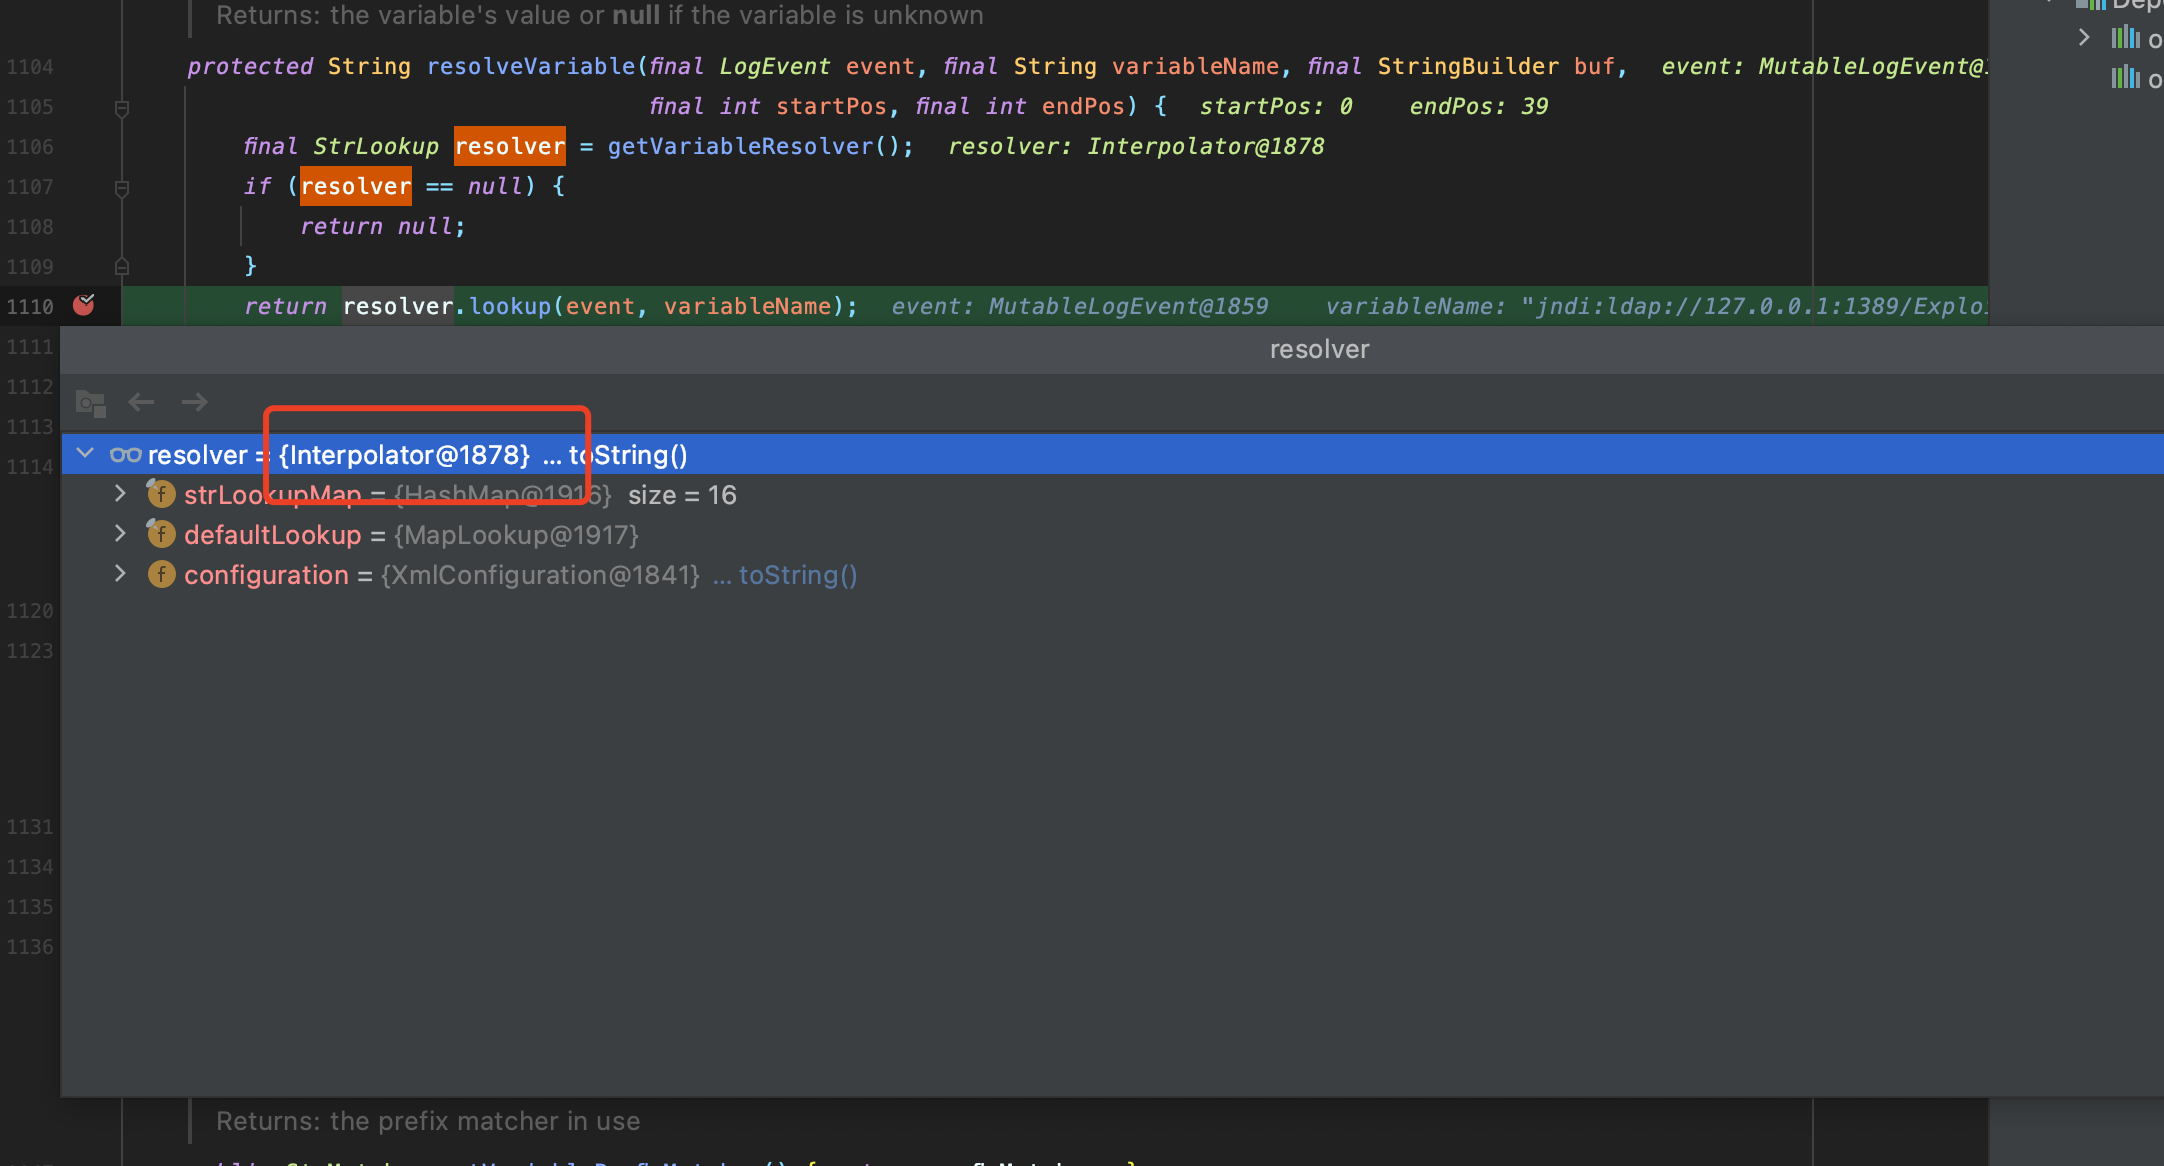 Returns: the variable's value or null if the variable is unknown
1104 protected String resolveVariable(final LogEvent event, final String variableName, final StringBuilder buf, event: MutableLogEvent@
1105 final int startPos, final int endPos) { startPos: 0 endPos: 39
1106 final StrLookup resolver = getVariableResolver(); resolver: Interpolator@1878
1107 if (resolver == null) {
1108 return null;
1109 }
1110 return resolver.lookup(event, variableName); event: MutableLogEvent@1859 variableName: "jndi:ldap://127.0.0.1:1389/Explo
1111 resolver
1112
1113
1114 resolver = {Interpolator@1878} ... toString()
strLookupMap = {HashMap@1916} size = 16
defaultLookup = {MapLookup@1917}
configuration = {XmlConfiguration@1841} ... toString()
1120
1123
1131
1134
1135
1136
Returns: the prefix matcher in use